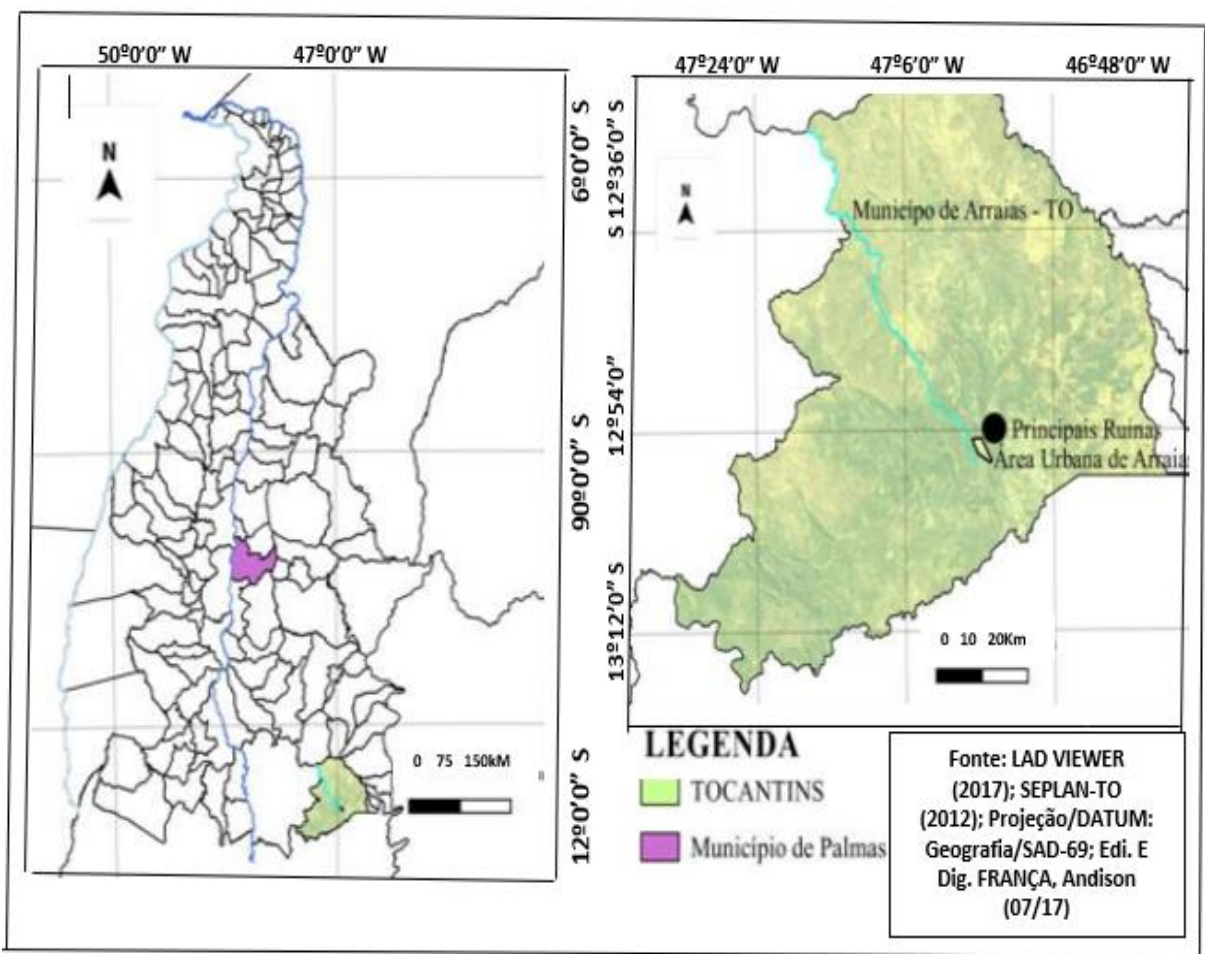 50º0'0" W
47º0'0" W
N
6º0'0" S
90º0'0" S
12º0'0" S
0 75 150kM
47º24'0" W
47º6'0" W
46º48'0" W
S 12º36'0" S
12º54'0" S
13º12'0" S
N
Município de Arraias - TO
Principais Ruinas
Área Urbana de Arraia
0 10 20Km
LEGENDA
TOCANTINS
Município de Palmas
Fonte: LAD VIEWER
(2017); SEPLAN-TO
(2012); Projeção/DATUM:
Geografia/SAD-69; Edi. E
Dig. FRANÇA, Andison
(07/17)